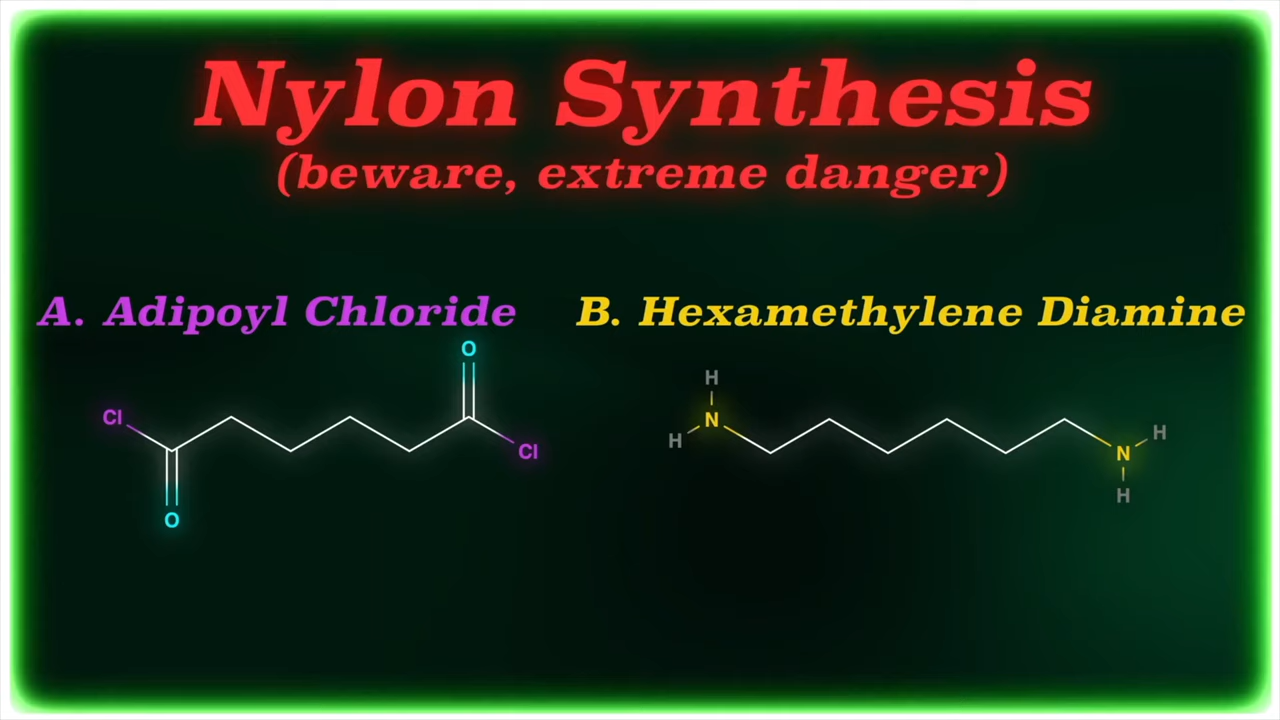 Nylon Synthesis
(beware, extreme danger)
A. Adipoyl Chloride
B. Hexamethylene Diamine
Cl
O
O
Cl
H
H
N
N
H
H